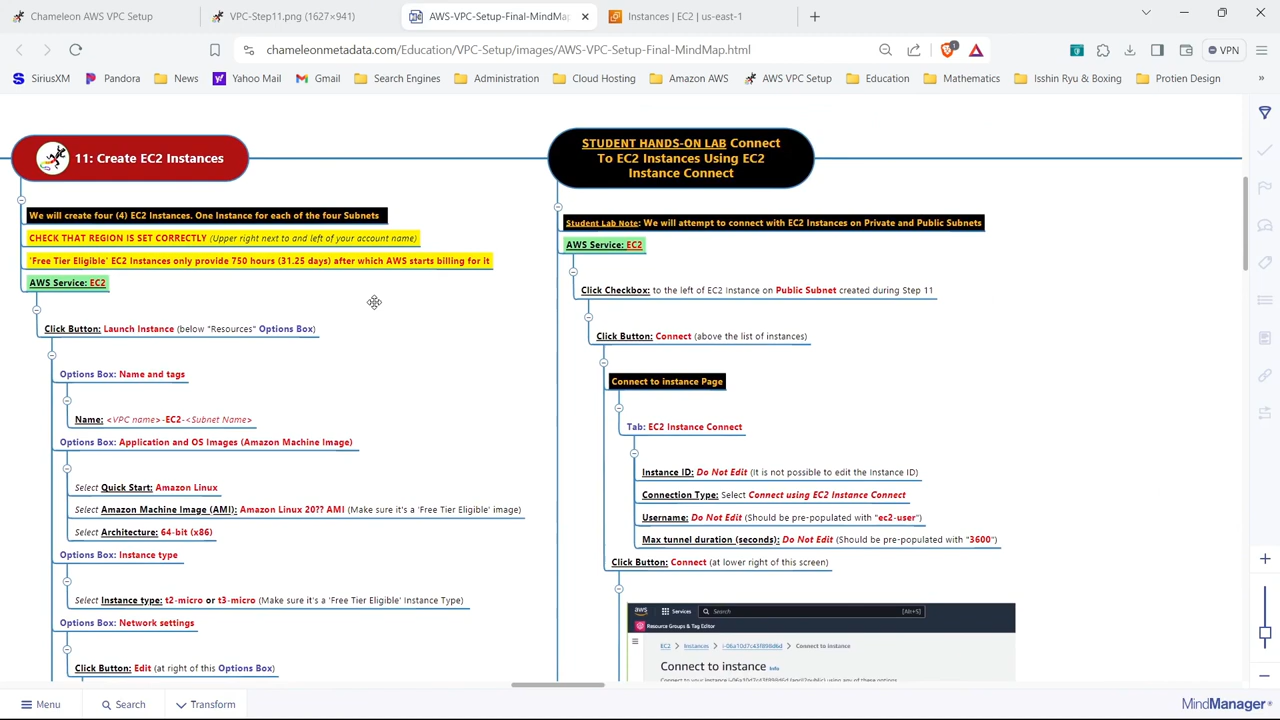 Chameleon AWS-VPC-Setup
VPC-Step11.png (1627×941)
AWS-VPC-Setup-Final-MindMap
Instances | EC2 | us-east-1
chameleonmetadata.com/Education/VPC-Setup/images/AWS-VPC-Setup-Final-MindMap.html
1
VPN
SiriusXM
Pandora
News
Yahoo Mail
Gmail
Search Engines
Administration
Cloud Hosting
Amazon AWS
AWS VPC Setup
Education
Mathematics
Isshin Ryu & Boxing
Protien Design
»
11: Create EC2 Instances
We will create four (4) EC2 Instances. One Instance for each of the four Subnets
CHECK THAT REGION IS SET CORRECTLY (Upper right next to and left of your account name)
'Free Tier Eligible' EC2 Instances only provide 750 hours (31.25 days) after which AWS starts billing for it
AWS Service: EC2
Click Button: Launch Instance (below "Resources" Options Box)
Options Box: Name and tags
Name: <VPC name>-EC2-<Subnet Name>
Options Box: Application and OS Images (Amazon Machine Image)
Select Quick Start: Amazon Linux
Select Amazon Machine Image (AMI): Amazon Linux 20?? AMI (Make sure it's a 'Free Tier Eligible' image)
Select Architecture: 64-bit (x86)
Options Box: Instance type
Select Instance type: t2-micro or t3-micro (Make sure it's a 'Free Tier Eligible' Instance Type)
Options Box: Network settings
Click Button: Edit (at right of this Options Box)
STUDENT HANDS-ON LAB Connect
To EC2 Instances Using EC2
Instance Connect
Student Lab Note: We will attempt to connect with EC2 Instances on Private and Public Subnets
AWS Service: EC2
Click Checkbox: to the left of EC2 Instance on Public Subnet created during Step 11
Click Button: Connect (above the list of instances)
Connect to instance Page
Tab: EC2 Instance Connect
Instance ID: Do Not Edit (It is not possible to edit the Instance ID)
Connection Type: Select Connect using EC2 Instance Connect
Username: Do Not Edit (Should be pre-populated with "ec2-user")
Max tunnel duration (seconds): Do Not Edit (Should be pre-populated with "3600")
Click Button: Connect (at lower right of this screen)
aws
Services
Search
[Alt+S]
Resource Groups & Tag Editor
EC2 > Instances > i-06a10d7c43f898d6d > Connect to instance
Connect to instance Info
Menu
Search
Transform
MindManager